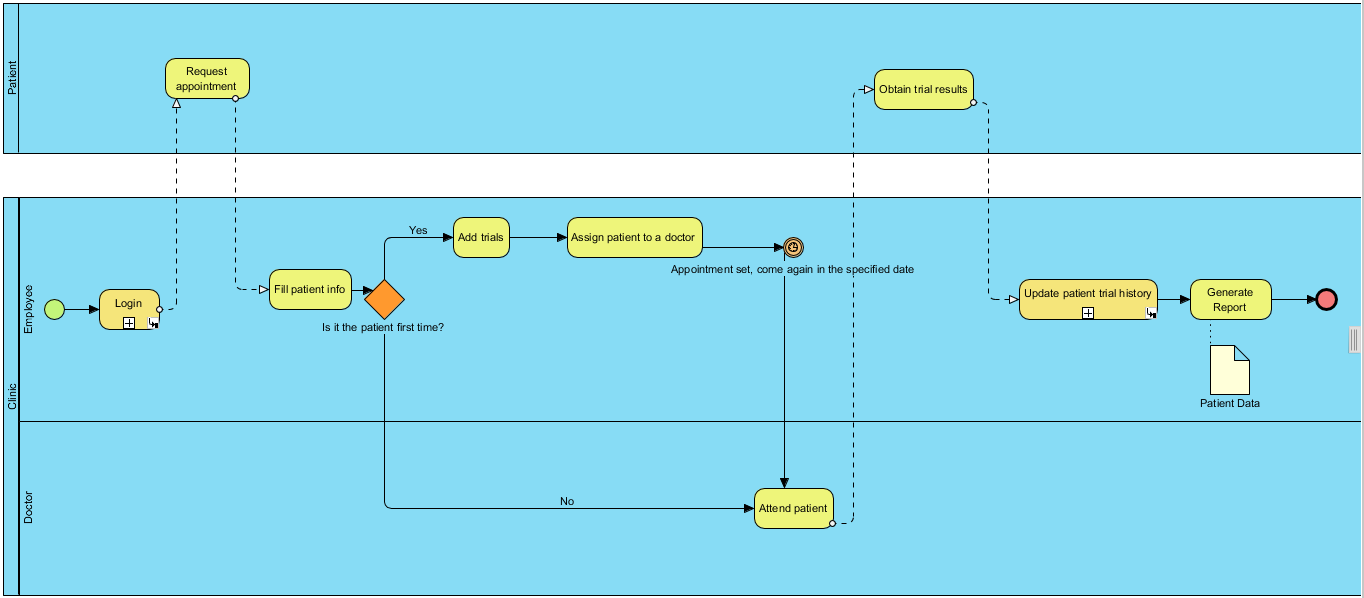 Patient
Request
appointment
Obtain trial results
Clinic
Employee
Login
Fill patient info
Is it the patient first time?
Yes
Add trials
Assign patient to a doctor
Appointment set, come again in the specified date
Update patient trial history
Generate
Report
Patient Data
Doctor
No
Attend patient